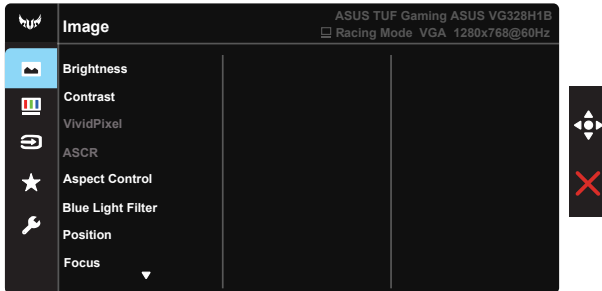 Image
ASUS TUF Gaming ASUS VG328H1B
Racing Mode VGA 1280x768@60Hz
Brightness
Contrast
VividPixel
ASCR
Aspect Control
Blue Light Filter
Position
Focus